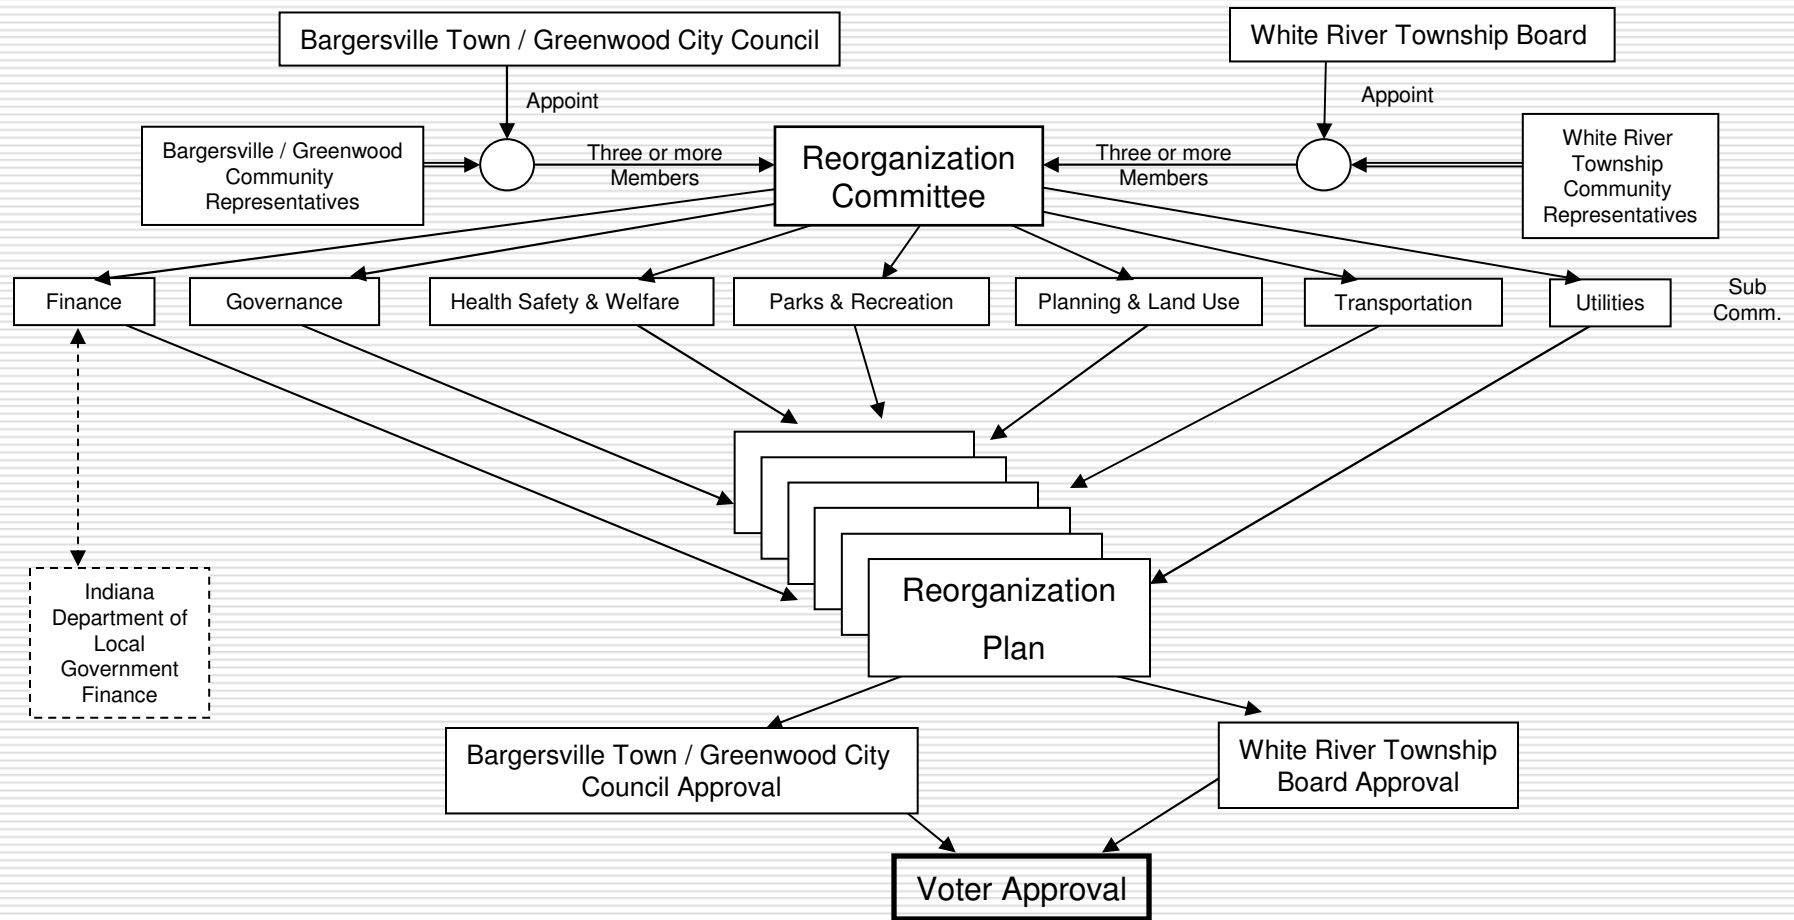 Bargersville Town / Greenwood City Council
White River Township Board
Appoint
Appoint
Bargersville / Greenwood
Community
Representatives
Three or more
Members
Reorganization
Committee
Three or more
Members
White River
Township
Community
Representatives
Finance
Governance
Health Safety & Welfare
Parks & Recreation
Planning & Land Use
Transportation
Utilities
Sub
Comm.
Indiana
Department of
Local
Government
Finance
Reorganization
Plan
Bargersville Town / Greenwood City
Council Approval
White River Township
Board Approval
Voter Approval